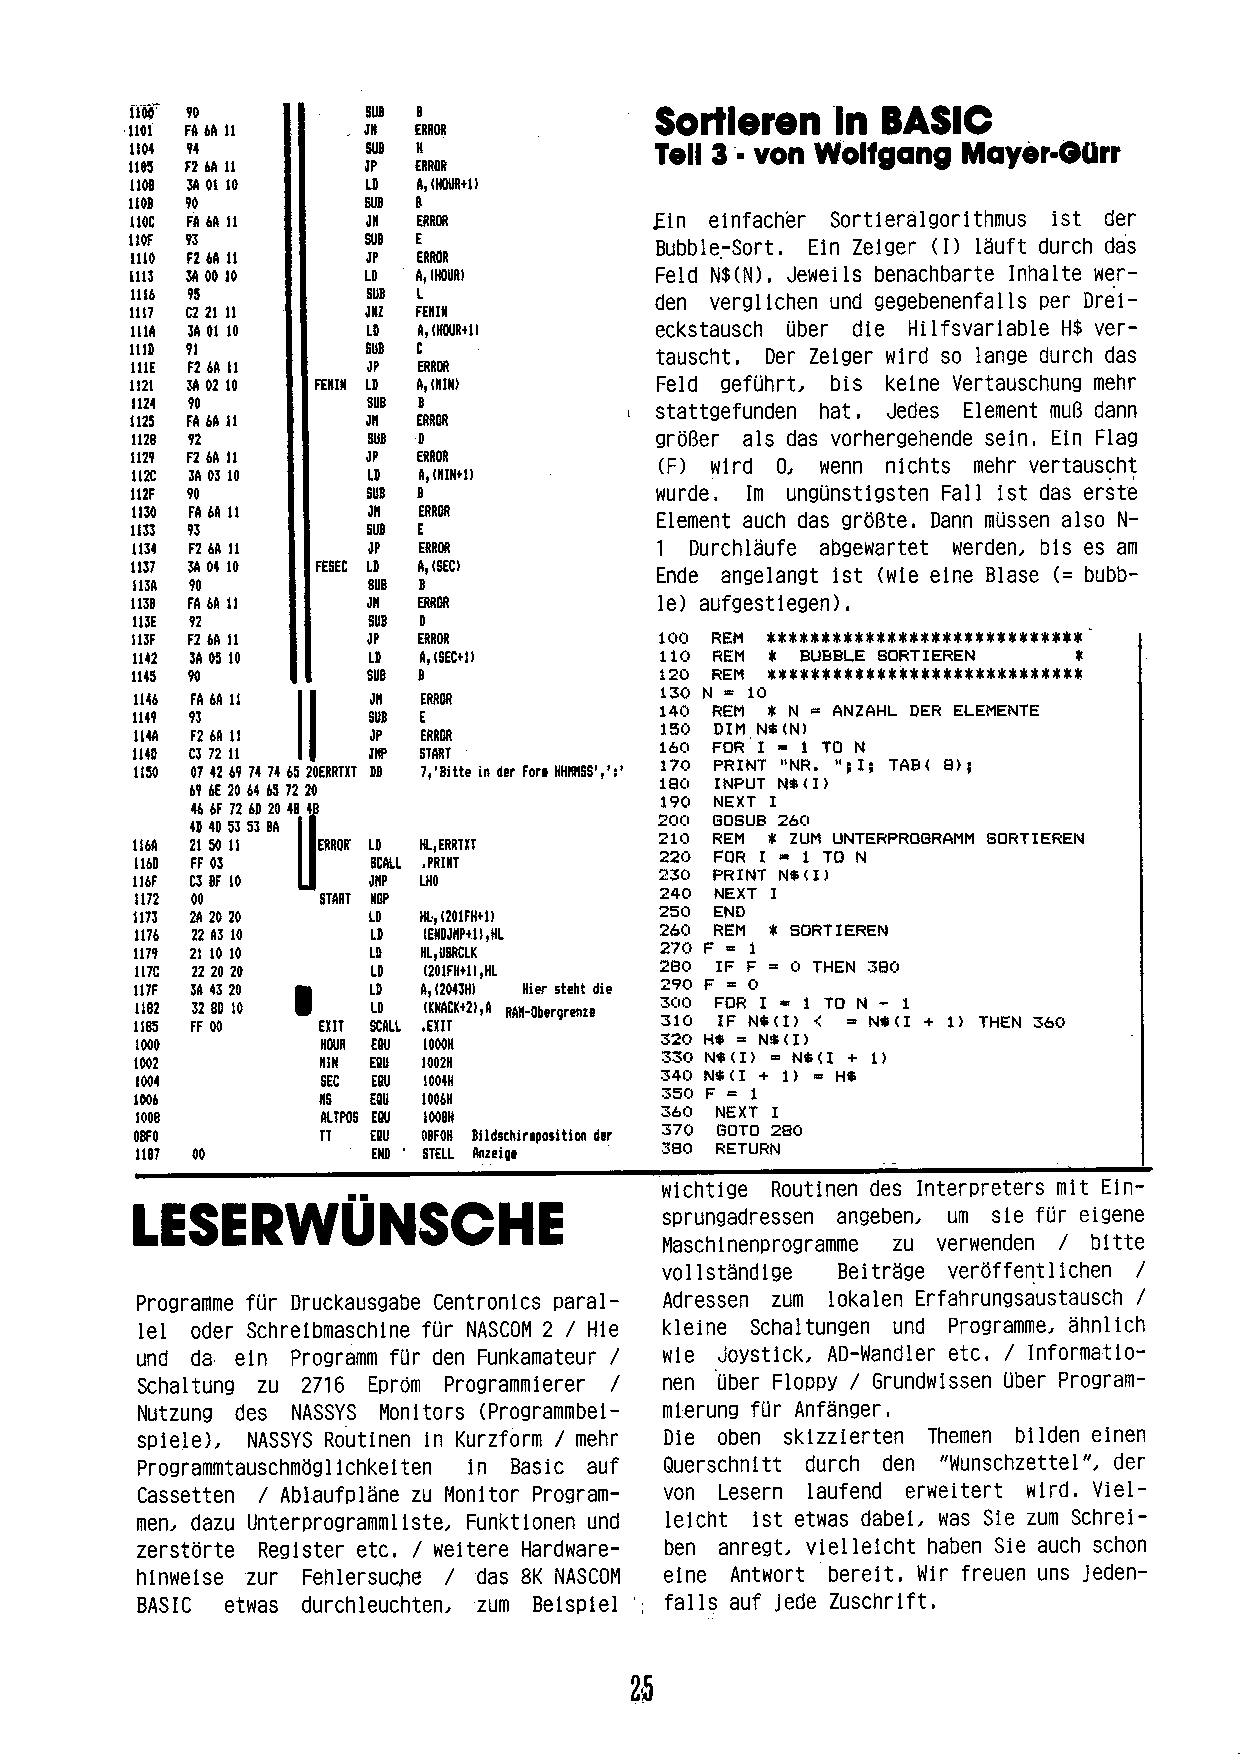 1100 90 SUB B
1101 FA 6A 11 JM ERROR
1104 94 SUB H
1105 F2 6A 11 JP ERROR
1108 3A 01 10 LD A,(HOUR+1)
110B 90 SUB B
110C FA 6A 11 JM ERROR
110F 93 SUB E
1110 F2 6A 11 JP ERROR
1113 3A 00 10 LD A,(HOUR)
1116 95 SUB L
1117 C2 21 11 JNZ FEMIN
111A 3A 01 10 LD A,(HOUR+1)
111D 91 SUB C
111E F2 6A 11 JP ERROR
1121 3A 02 10 FEMIN LD A,(MIN)
1124 90 SUB B
1125 FA 6A 11 JM ERROR
1128 92 SUB D
1129 F2 6A 11 JP ERROR
112C 3A 03 10 LD A,(MIN+1)
112F 90 SUB B
1130 FA 6A 11 JM ERROR
1133 93 SUB E
1134 F2 6A 11 JP ERROR
1137 3A 04 10 FESEC LD A,(SEC)
113A 90 SUB B
113B FA 6A 11 JM ERROR
113E 92 SUB D
113F F2 6A 11 JP ERROR
1142 3A 05 10 LD A,(SEC+1)
1145 90 SUB B
1146 FA 6A 11 JM ERROR
1149 93 SUB E
114A F2 6A 11 JP ERROR
114D C3 72 11 JMP START
1150 07 42 69 74 74 65 20 ERRTXT DB 7,'Bitte in der Form HHMMSS',':'
69 6E 20 64 65 72 20
46 6F 72 6D 20 48 48
4D 4D 53 53 BA
116A 21 50 11 ERROR LD HL,ERRTXT
116D FF 03 SCALL .PRINT
116F C3 BF 10 JMP LHO
1172 00 START NOP
1173 2A 20 20 LD HL,(201FH+1)
1176 22 A3 10 LD (ENDJMP+1),HL
1179 21 10 10 LD HL,UBRCLK
117C 22 20 20 LD (201FH+1),HL
117F 3A 43 20 LD A,(2043H) Hier steht die
1182 32 8D 10 LD (KNACK+2),A RAM-Obergrenze
1185 FF 00 EXIT SCALL .EXIT
1000 HOUR EQU 1000H
1002 MIN EQU 1002H
1004 SEC EQU 1004H
1006 MS EQU 1006H
1008 ALTPOS EQU 1008H
0BF0 TT EQU 0BF0H Bildschirmposition der
1187 00 END STELL Anzeige
Sortieren in BASIC
Teil 3 - von Wolfgang Mayer-Gürr
Ein einfacher Sortieralgorithmus ist der
Bubble-Sort. Ein Zeiger (I) läuft durch das
Feld N$(N). Jeweils benachbarte Inhalte wer-
den verglichen und gegebenenfalls per Drei-
eckstausch über die Hilfsvariable H$ ver-
tauscht. Der Zeiger wird so lange durch das
Feld geführt, bis keine Vertauschung mehr
stattgefunden hat. Jedes Element muß dann
größer als das vorhergehende sein. Ein Flag
(F) wird 0, wenn nichts mehr vertauscht
wurde. Im ungünstigsten Fall ist das erste
Element auch das größte. Dann müssen also N-
1 Durchläufe abgewartet werden, bis es am
Ende angelangt ist (wie eine Blase (= bubb-
le) aufgestiegen).
100 REM *****************************
110 REM * BUBBLE SORTIEREN *
120 REM *****************************
130 N = 10
140 REM * N = ANZAHL DER ELEMENTE
150 DIM N$(N)
160 FOR I = 1 TO N
170 PRINT "NR. ";I; TAB( 8);
180 INPUT N$(I)
190 NEXT I
200 GOSUB 260
210 REM * ZUM UNTERPROGRAMM SORTIEREN
220 FOR I = 1 TO N
230 PRINT N$(I)
240 NEXT I
250 END
260 REM * SORTIEREN
270 F = 1
280 IF F = 0 THEN 380
290 F = 0
300 FOR I = 1 TO N - 1
310 IF N$(I) < = N$(I + 1) THEN 360
320 H$ = N$(I)
330 N$(I) = N$(I + 1)
340 N$(I + 1) = H$
350 F = 1
360 NEXT I
370 GOTO 280
380 RETURN
LESERWÜNSCHE
Programme für Druckausgabe Centronics paral-
lel oder Schreibmaschine für NASCOM 2 / Hie
und da ein Programm für den Funkamateur /
Schaltung zu 2716 Epröm Programmierer /
Nutzung des NASSYS Monitors (Programmbei-
spiele), NASSYS Routinen in Kurzform / mehr
Programmtauschmöglichkeiten in Basic auf
Cassetten / Ablaufpläne zu Monitor Program-
men, dazu Unterprogrammliste, Funktionen und
zerstörte Register etc. / weitere Hardware-
hinweise zur Fehlersuche / das 8K NASCOM
BASIC etwas durchleuchten, zum Beispiel
wichtige Routinen des Interpreters mit Ein-
sprungadressen angeben, um sie für eigene
Maschinenprogramme zu verwenden / bitte
vollständige Beiträge veröffentlichen /
Adressen zum lokalen Erfahrungsaustausch /
kleine Schaltungen und Programme, ähnlich
wie Joystick, AD-Wandler etc. / Informatio-
nen über Floppy / Grundwissen über Program-
mierung für Anfänger.
Die oben skizzierten Themen bilden einen
Querschnitt durch den "Wunschzettel", der
von Lesern laufend erweitert wird. Viel-
leicht ist etwas dabei, was Sie zum Schrei-
ben anregt, vielleicht haben Sie auch schon
eine Antwort bereit. Wir freuen uns jeden-
falls auf jede Zuschrift.
25